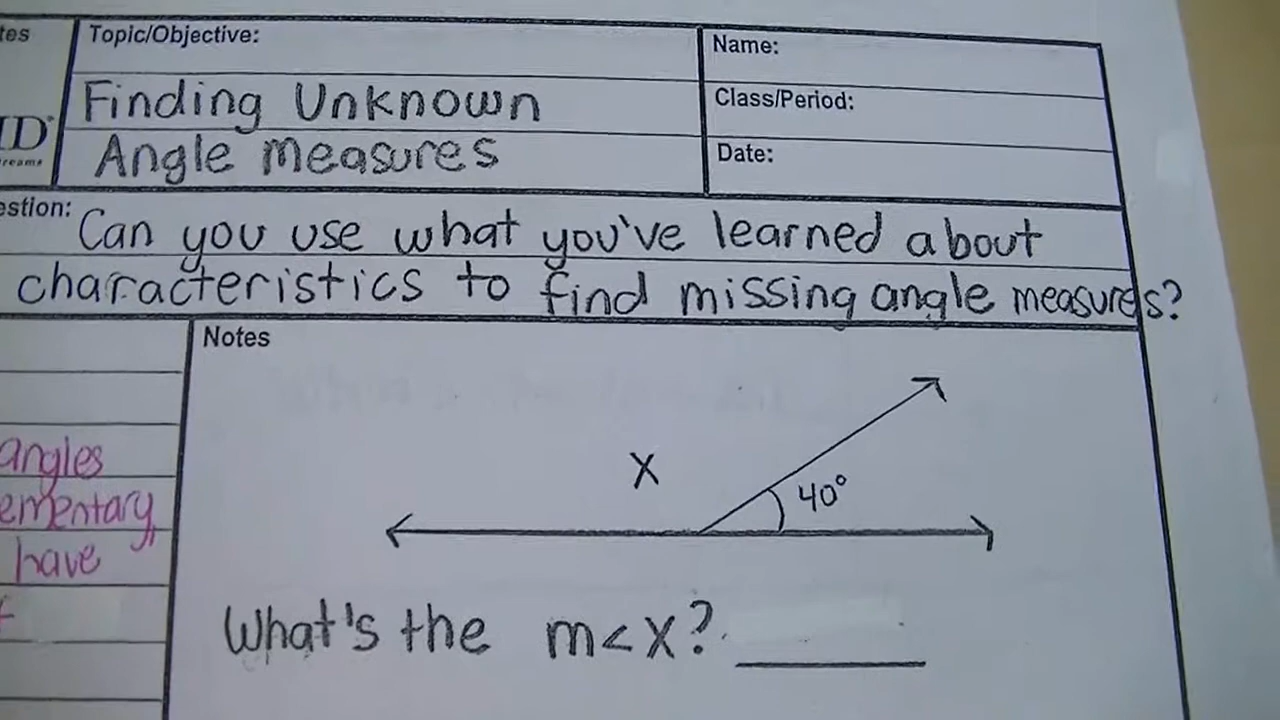 Topic/Objective:
Finding Unknown
Angle Measures
Name:
Class/Period:
Date:
Can you use what you've learned about
characteristics to find missing angle measures?
angles
have
Notes
X
40°
What's the m<X?